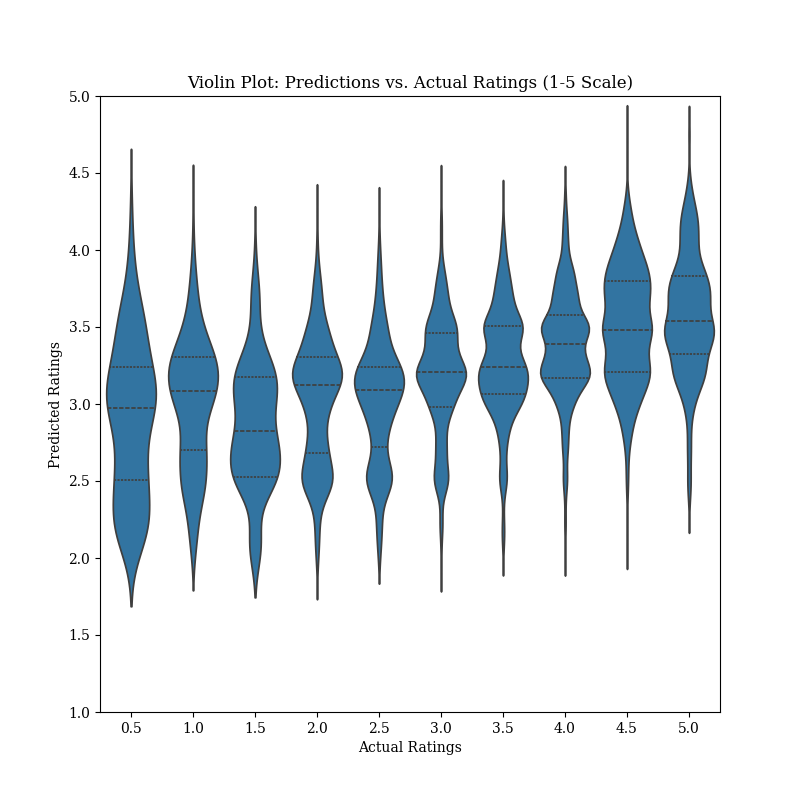 Violin Plot: Predictions vs. Actual Ratings (1-5 Scale)
5.0
4.5
4.0
3.5
3.0
2.5
2.0
1.5
1.0
Predicted Ratings
0.5 1.0 1.5 2.0 2.5 3.0 3.5 4.0 4.5 5.0
Actual Ratings